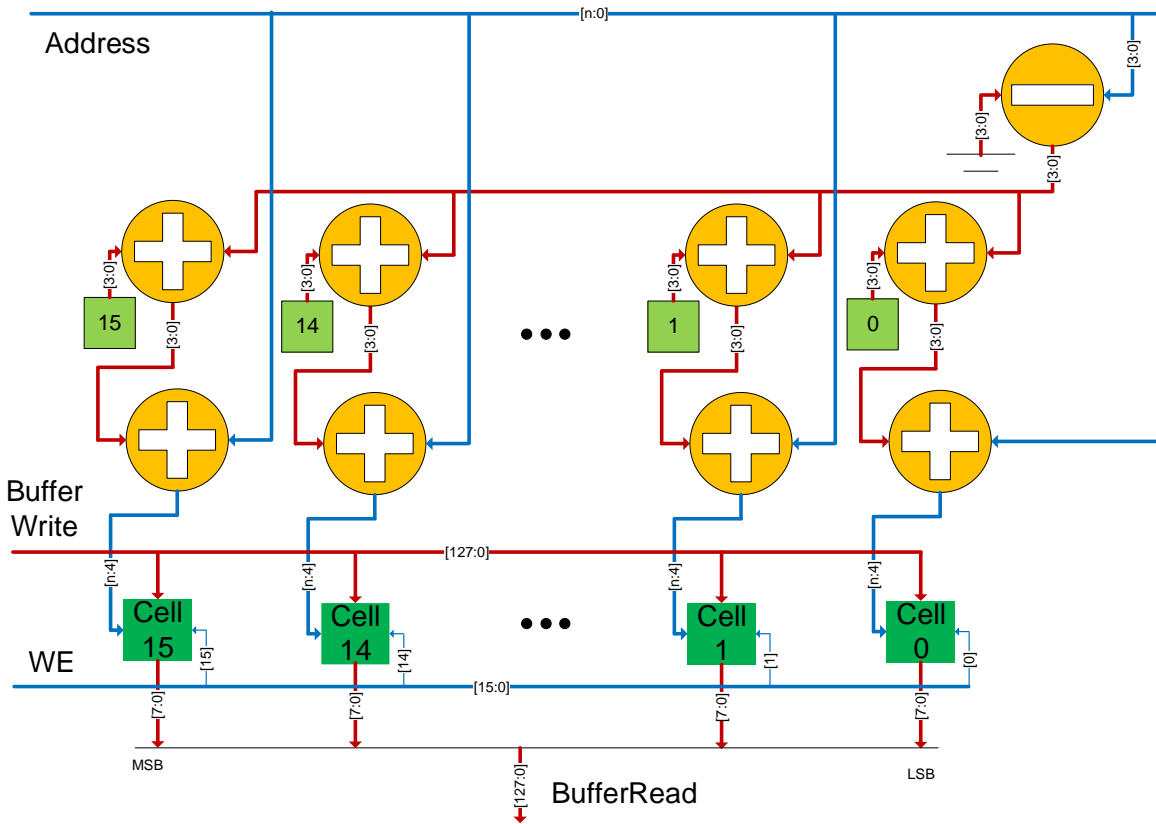 [n:0]
Address
[3:0]
[3:0]
[3:0]
[3:0]
[3:0]
[3:0]
[3:0]
15
14
1
0
[3:0]
[3:0]
[3:0]
[3:0]
Buffer
Write
[127:0]
[n:4]
[n:4]
[n:4]
[n:4]
Cell
15
Cell
14
Cell
1
Cell
0
WE
[15]
[14]
[1]
[0]
[15:0]
[7:0]
[7:0]
[7:0]
[7:0]
MSB
LSB
[127:0]
BufferRead